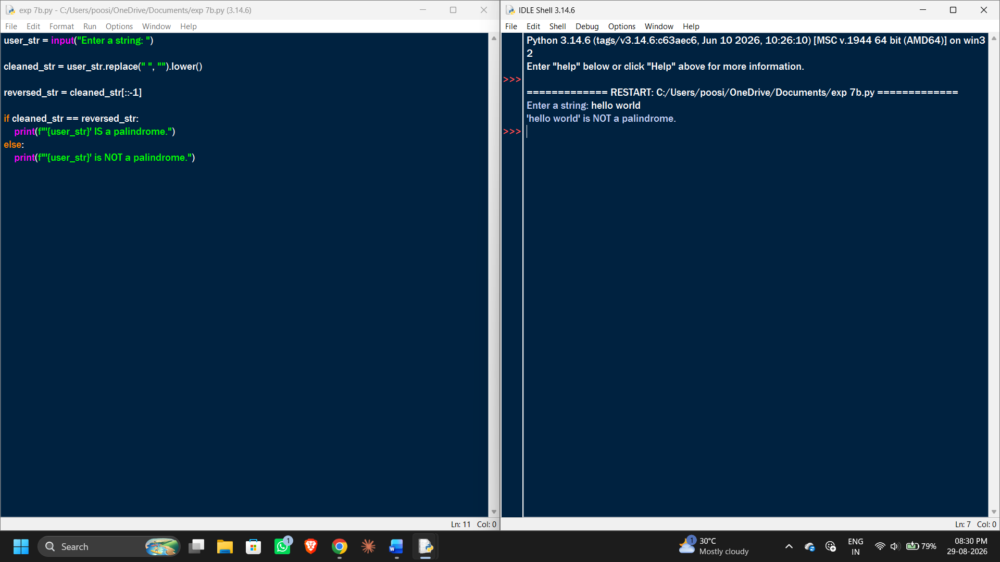 exp 7b.py - C:/Users/poosi/OneDrive/Documents/exp 7b.py (3.14.6)
File Edit Format Run Options Window Help
user_str = input("Enter a string: ")
cleaned_str = user_str.replace(" ", "").lower()
reversed_str = cleaned_str[::-1]
if cleaned_str == reversed_str:
    print(f"'{user_str}' IS a palindrome.")
else:
    print(f"'{user_str}' is NOT a palindrome.")
Ln: 11 Col: 0
IDLE Shell 3.14.6
File Edit Shell Debug Options Window Help
Python 3.14.6 (tags/v3.14.6:c63aec6, Jun 10 2026, 10:26:10) [MSC v.1944 64 bit (AMD64)] on win3
2
Enter "help" below or click "Help" above for more information.
>>>
============= RESTART: C:/Users/poosi/OneDrive/Documents/exp 7b.py =============
Enter a string: hello world
'hello world' is NOT a palindrome.
>>>
Ln: 7 Col: 0
Search
1
W
1
30°C
Mostly cloudy
ENG
IN
79%
08:30 PM
29-08-2026